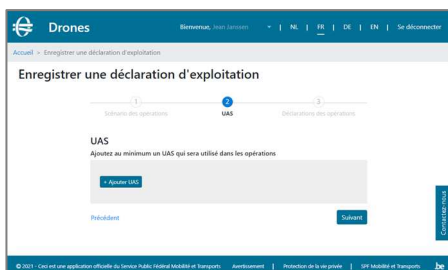 Drones
Bienvenue, Jean Janssen | NL | FR | DE | EN | Se déconnecter
Accueil > Enregistrer une déclaration d'exploitation
Enregistrer une déclaration d'exploitation
1 2 3
Scénario des opérations UAS Déclarations des opérations
UAS
Ajoutez au minimum un UAS qui sera utilisé dans les opérations
+ Ajouter UAS
Précédent Suivant
Contactez-nous
© 2021 - Ceci est une application officielle du Service Public Fédéral Mobilité et Transports Avertissement | Protection de la vie privée | SPF Mobilité et Transports .be